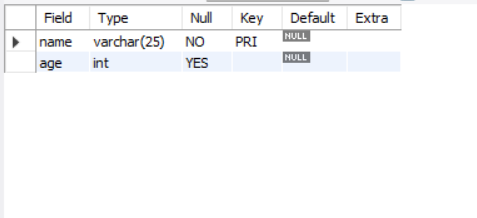 Field Type Null Key Default Extra
name varchar(25) NO PRI NULL
age int YES NULL